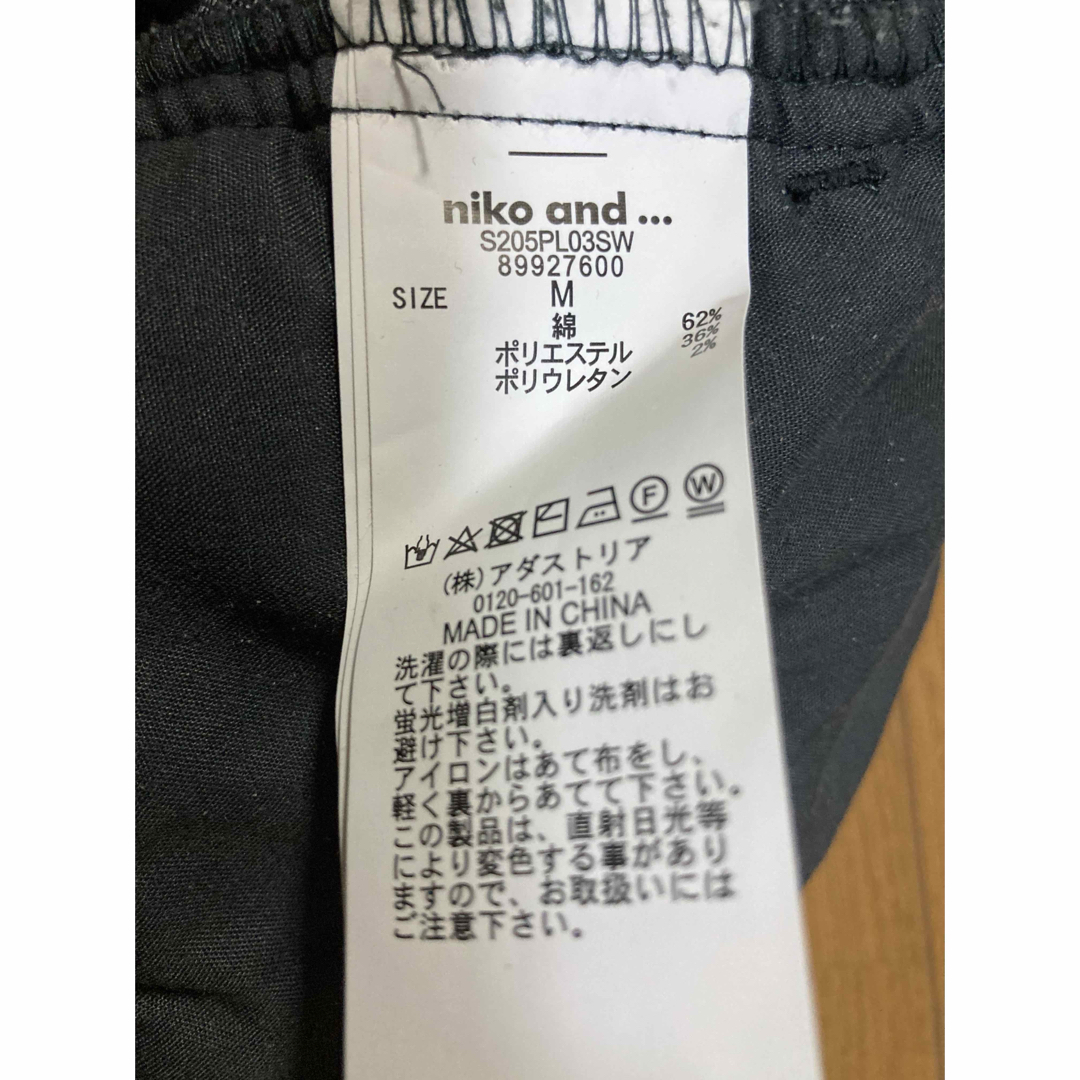 niko and ...
S205PL03SW
89927600
SIZE M
綿 62%
ポリエステル 36%
ポリウレタン 2%
F W
(株)アダストリア
0120-601-162
MADE IN CHINA
洗濯の際には裏返しにし
て下さい。
蛍光増白剤入り洗剤はお
避け下さい。
アイロンはあて布をし、
軽く裏からあてて下さい。
この製品は、直射日光等
により変色する事があり
ますので、お取扱いには
ご注意下さい。